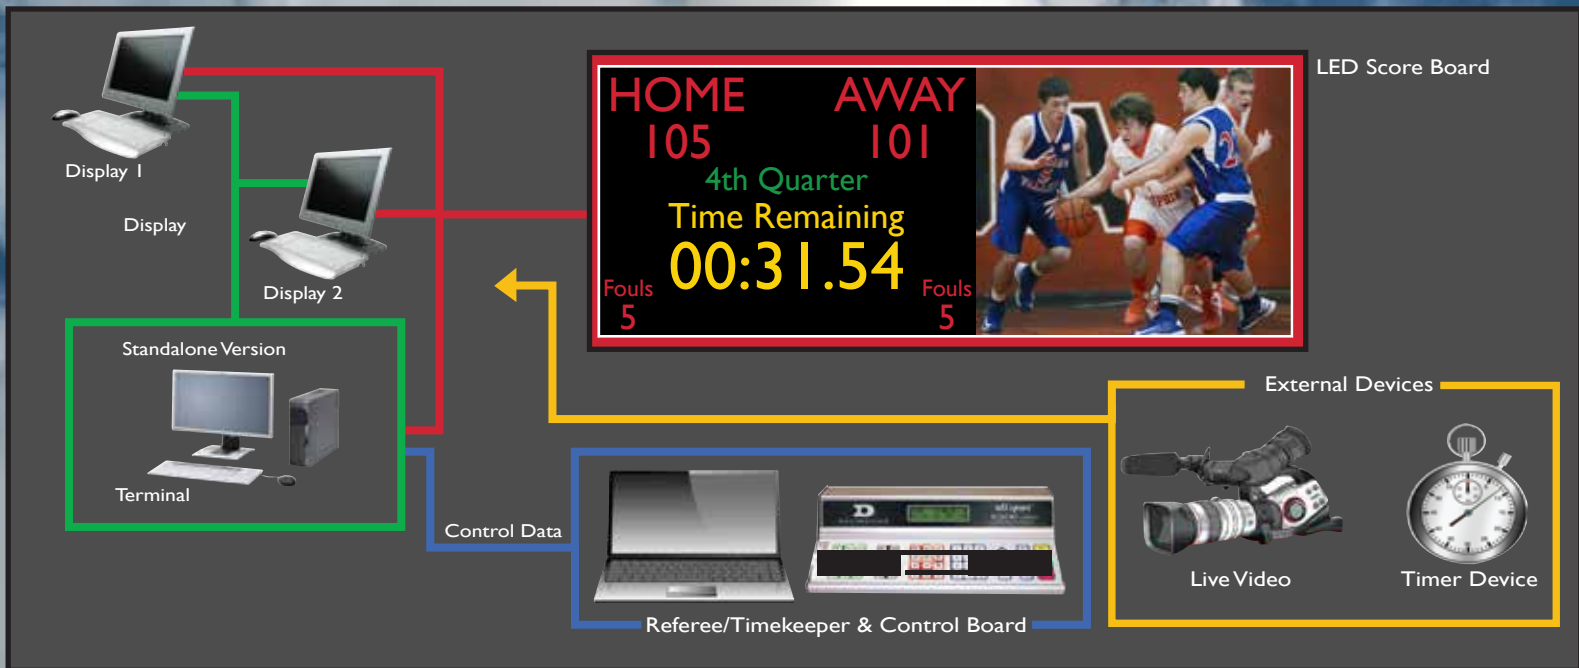 LED Score Board
HOME
AWAY
105
101
4th Quarter
Time Remaining
00:31.54
Fouls
5
Fouls
5
Display 1
Display
Display 2
Standalone Version
Terminal
Control Data
Referee/Timekeeper & Control Board
External Devices
Live Video
Timer Device